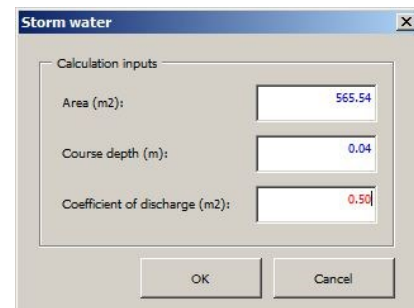 Storm water
Calculation inputs
Area (m2): 565.54
Course depth (m): 0.04
Coefficient of discharge (m2): 0.50
OK Cancel